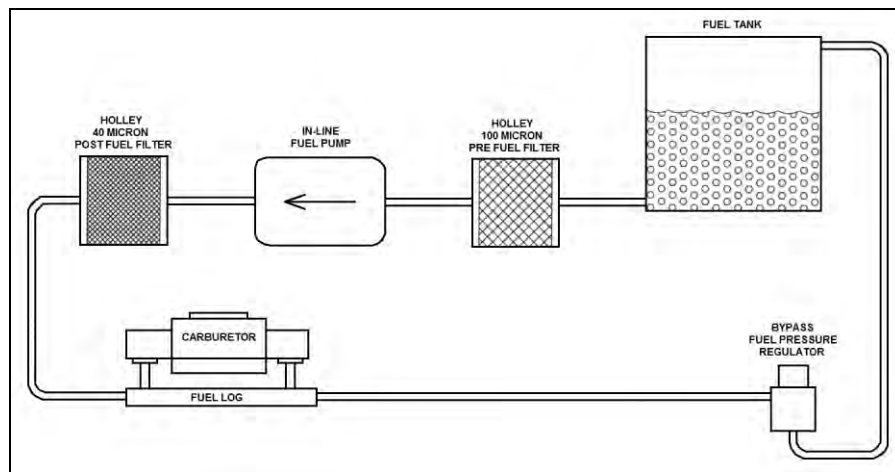 FUEL TANK
HOLLEY
40 MICRON
POST FUEL FILTER
IN-LINE
FUEL PUMP
HOLLEY
100 MICRON
PRE FUEL FILTER
CARBURETOR
FUEL LOG
BYPASS
FUEL PRESSURE
REGULATOR